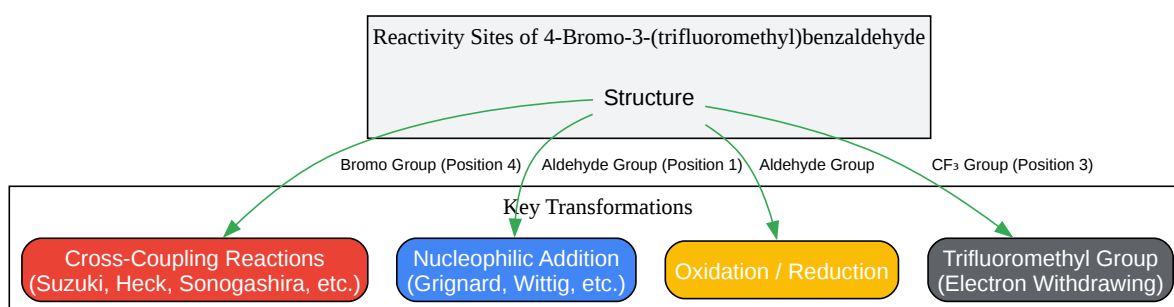 Reactivity Sites of 4-Bromo-3-(trifluoromethyl)benzaldehyde
Structure
Bromo Group (Position 4)
Aldehyde Group (Position 1)
Aldehyde Group
CF₃ Group (Position 3)
Key Transformations
Cross-Coupling Reactions
(Suzuki, Heck, Sonogashira, etc.)
Nucleophilic Addition
(Grignard, Wittig, etc.)
Oxidation / Reduction
Trifluoromethyl Group
(Electron Withdrawing)